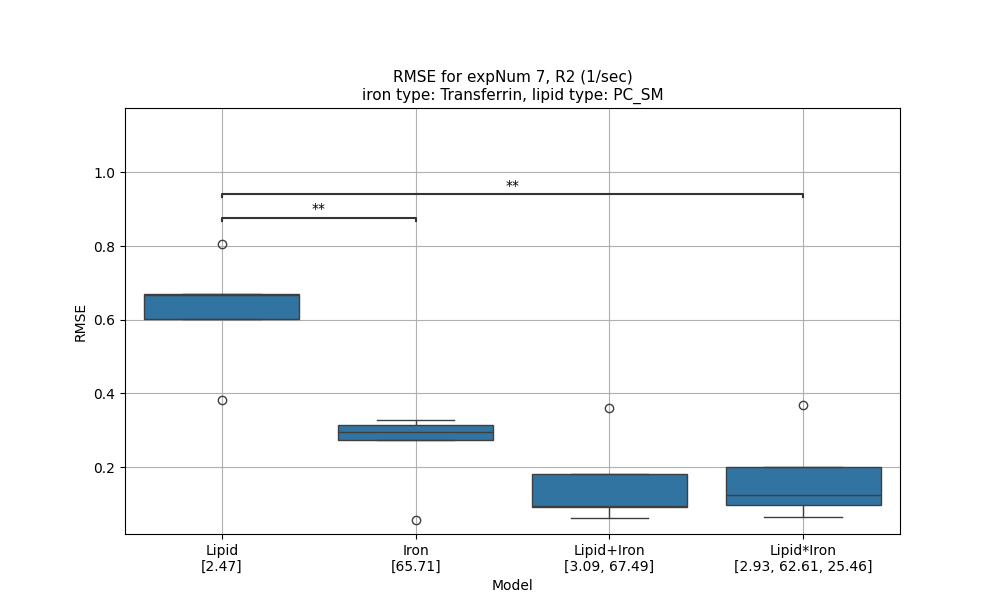 RMSE for expNum 7, R2 (1/sec)
iron type: Transferrin, lipid type: PC_SM
1.0
0.8
0.6
0.4
0.2
RMSE
**
**
Lipid
[2.47]
Iron
[65.71]
Lipid+Iron
[3.09, 67.49]
Lipid*Iron
[2.93, 62.61, 25.46]
Model